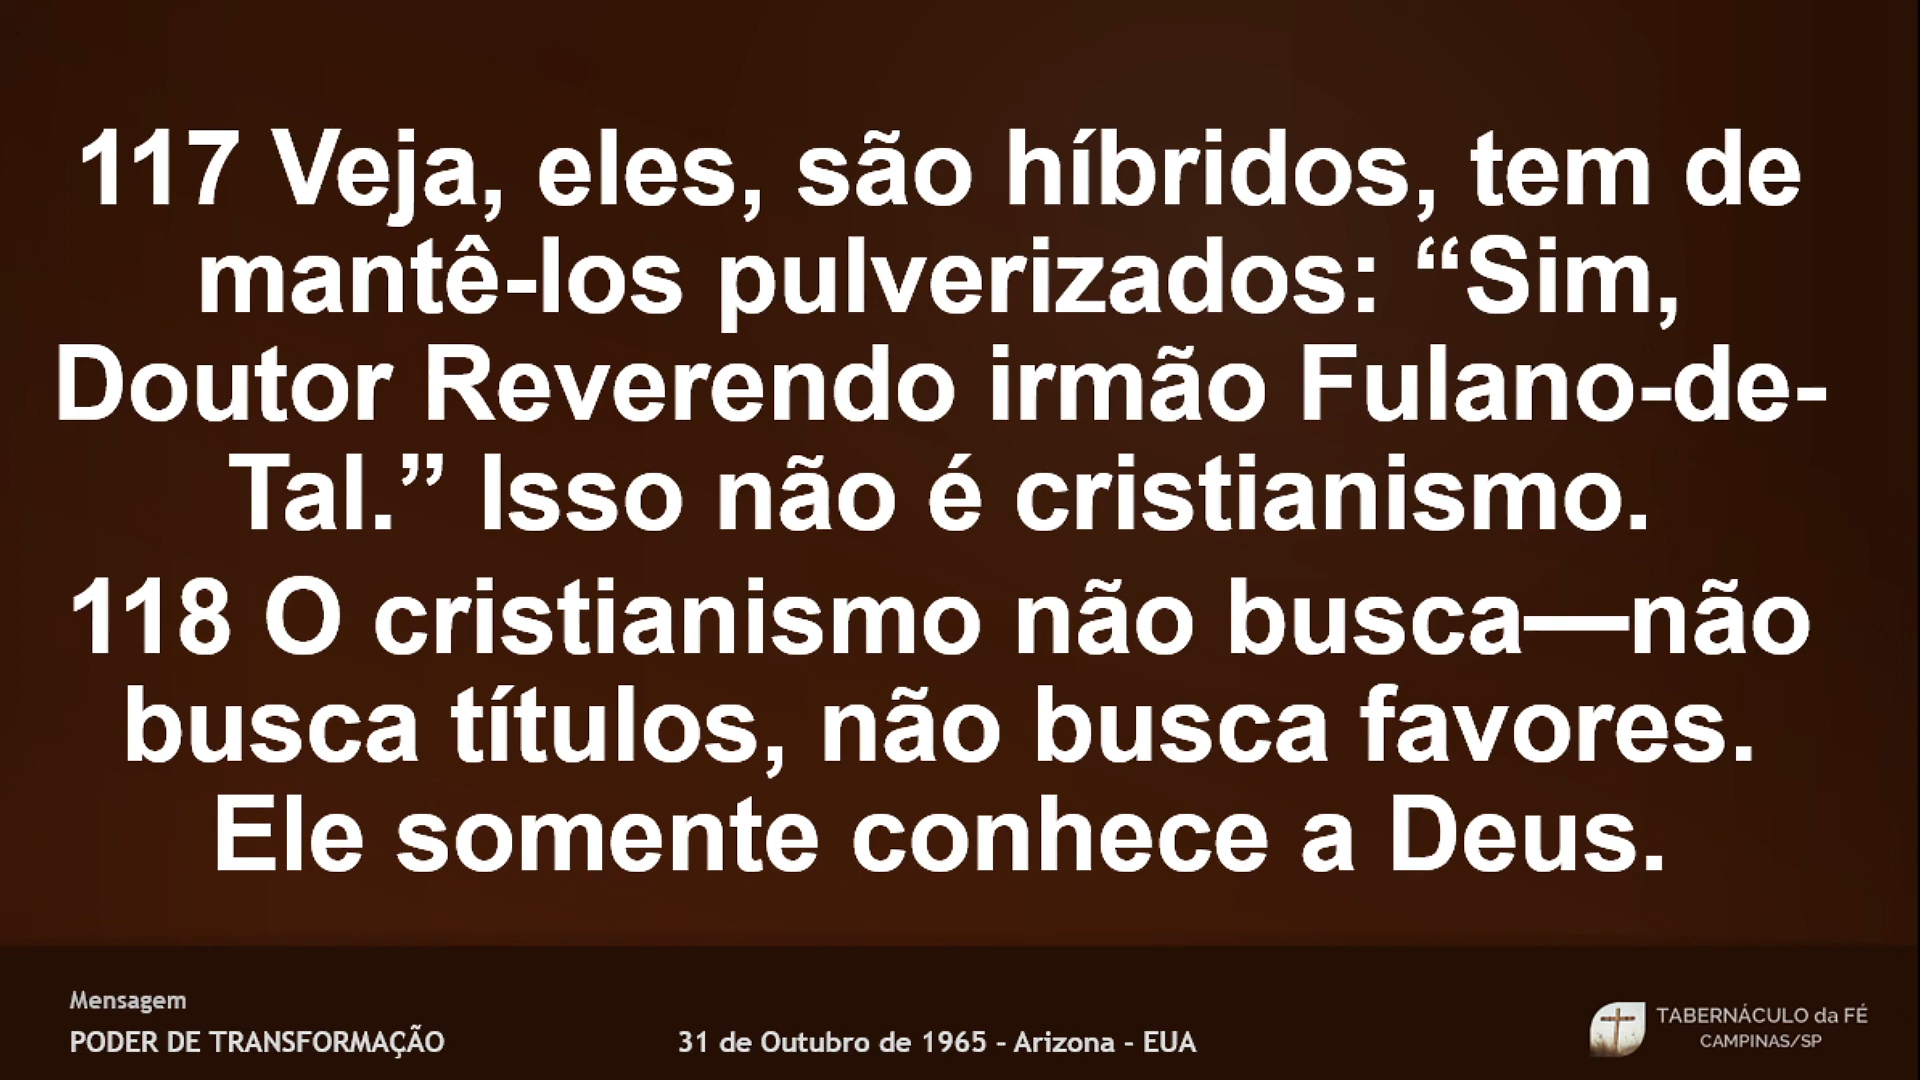 117 Veja, eles, são híbridos, tem de
mantê-los pulverizados: “Sim,
Doutor Reverendo irmão Fulano-de-
Tal.” Isso não é cristianismo.
118 O cristianismo não busca—não
busca títulos, não busca favores.
Ele somente conhece a Deus.
Mensagem
PODER DE TRANSFORMAÇÃO
31 de Outubro de 1965 - Arizona - EUA
TABERNÁCULO da FÉ
CAMPINAS/SP